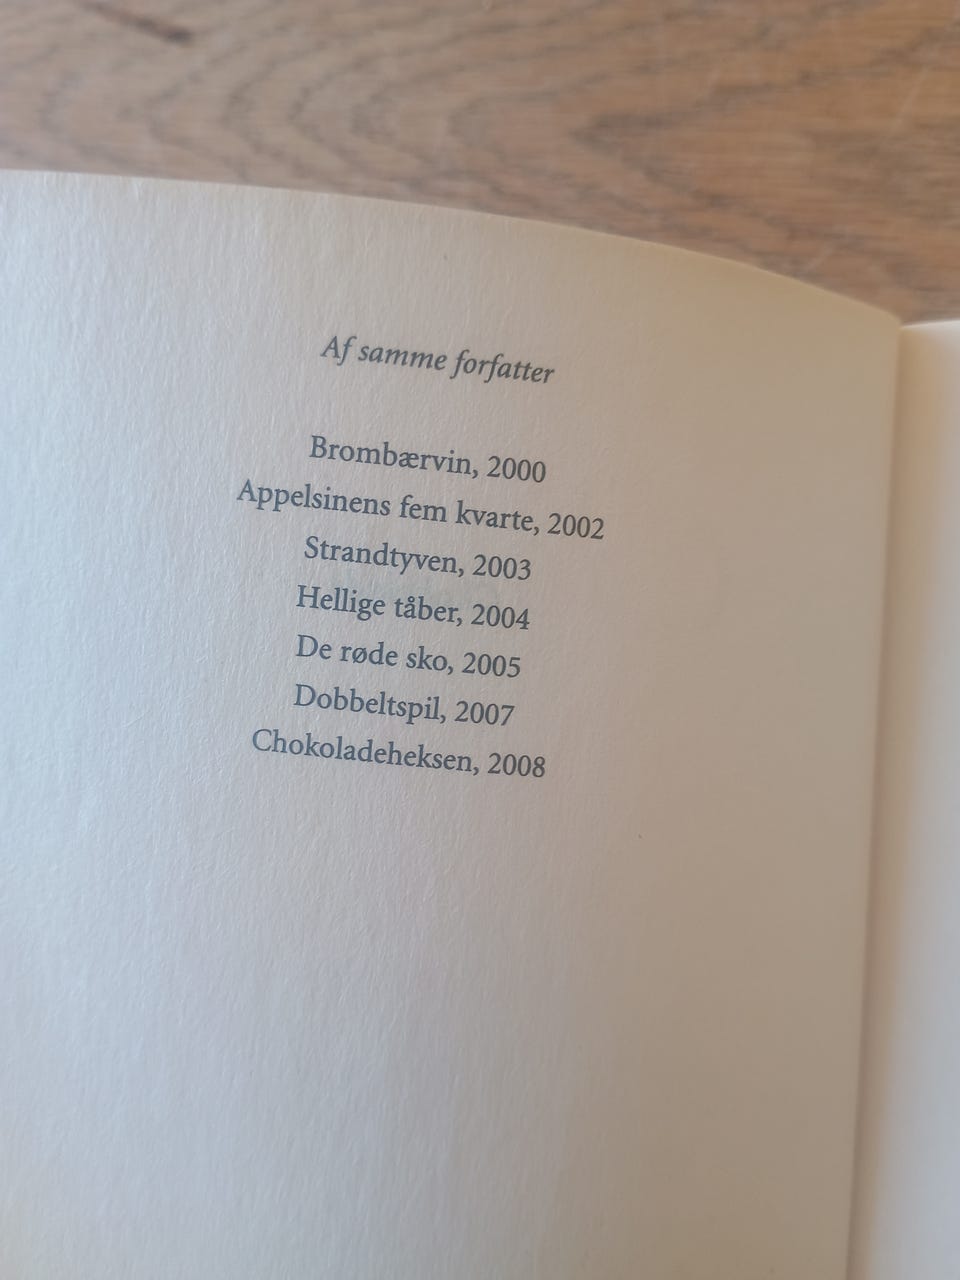 Af samme forfatter
Brombærvin, 2000
Appelsinens fem kvarte, 2002
Strandtyven, 2003
Hellige tåber, 2004
De røde sko, 2005
Dobbeltspil, 2007
Chokoladeheksen, 2008